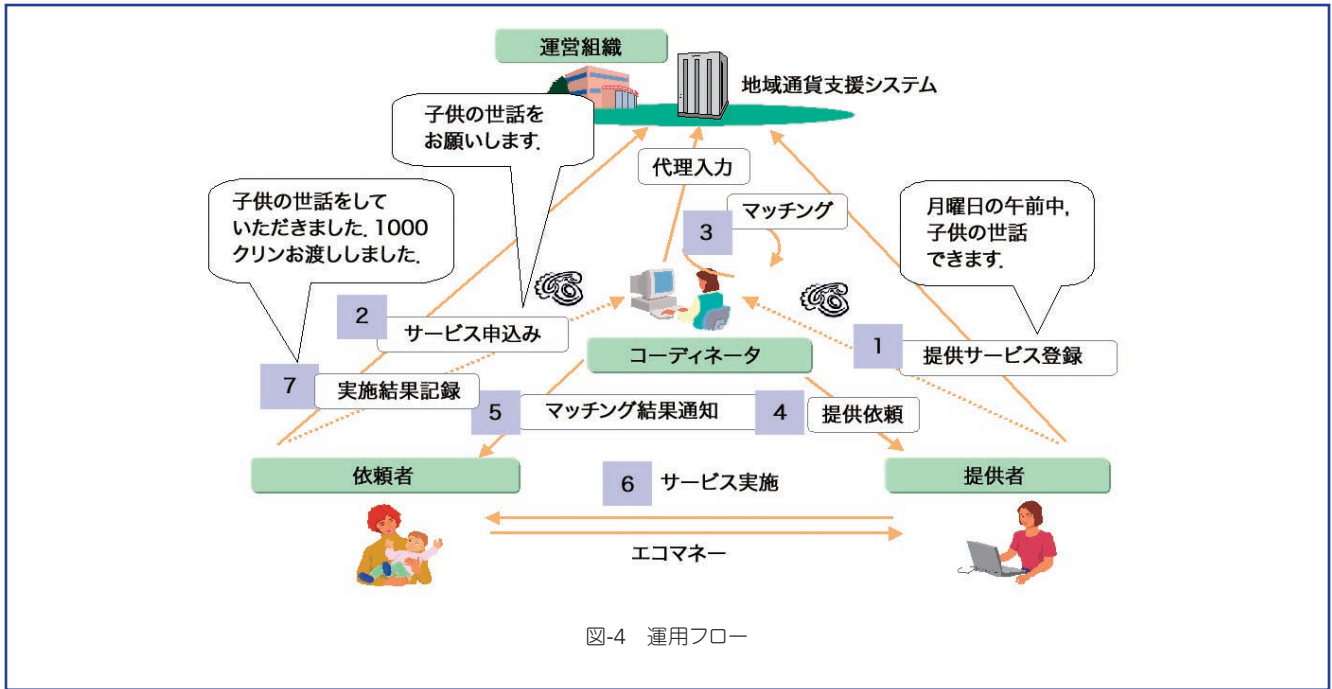 運営組織
地域通貨支援システム
子供の世話を
お願いします.
代理入力
子供の世話をして
いただきました. 1000
クリンお渡ししました.
3
マッチング
月曜日の午前中,
子供の世話
できます.
2
サービス申込み
1
提供サービス登録
コーディネータ
7
実施結果記録
5
マッチング結果通知
4
提供依頼
依頼者
6
サービス実施
提供者
エコマネー
図-4 運用フロー